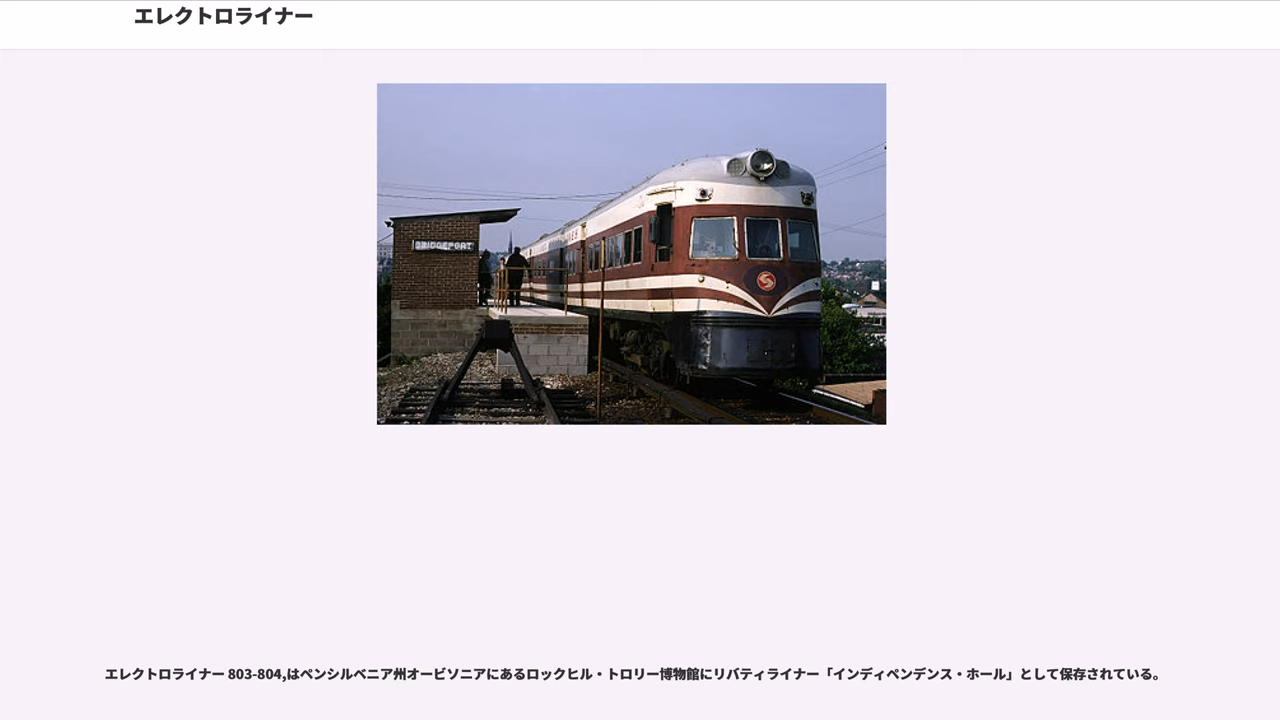 エレクトロライナー
BRIDGEPORT
エレクトロライナー 803-804,はペンシルベニア州オービソニアにあるロックヒル・トロリー博物館にリバティライナー「インディペンデンス・ホール」として保存されている。